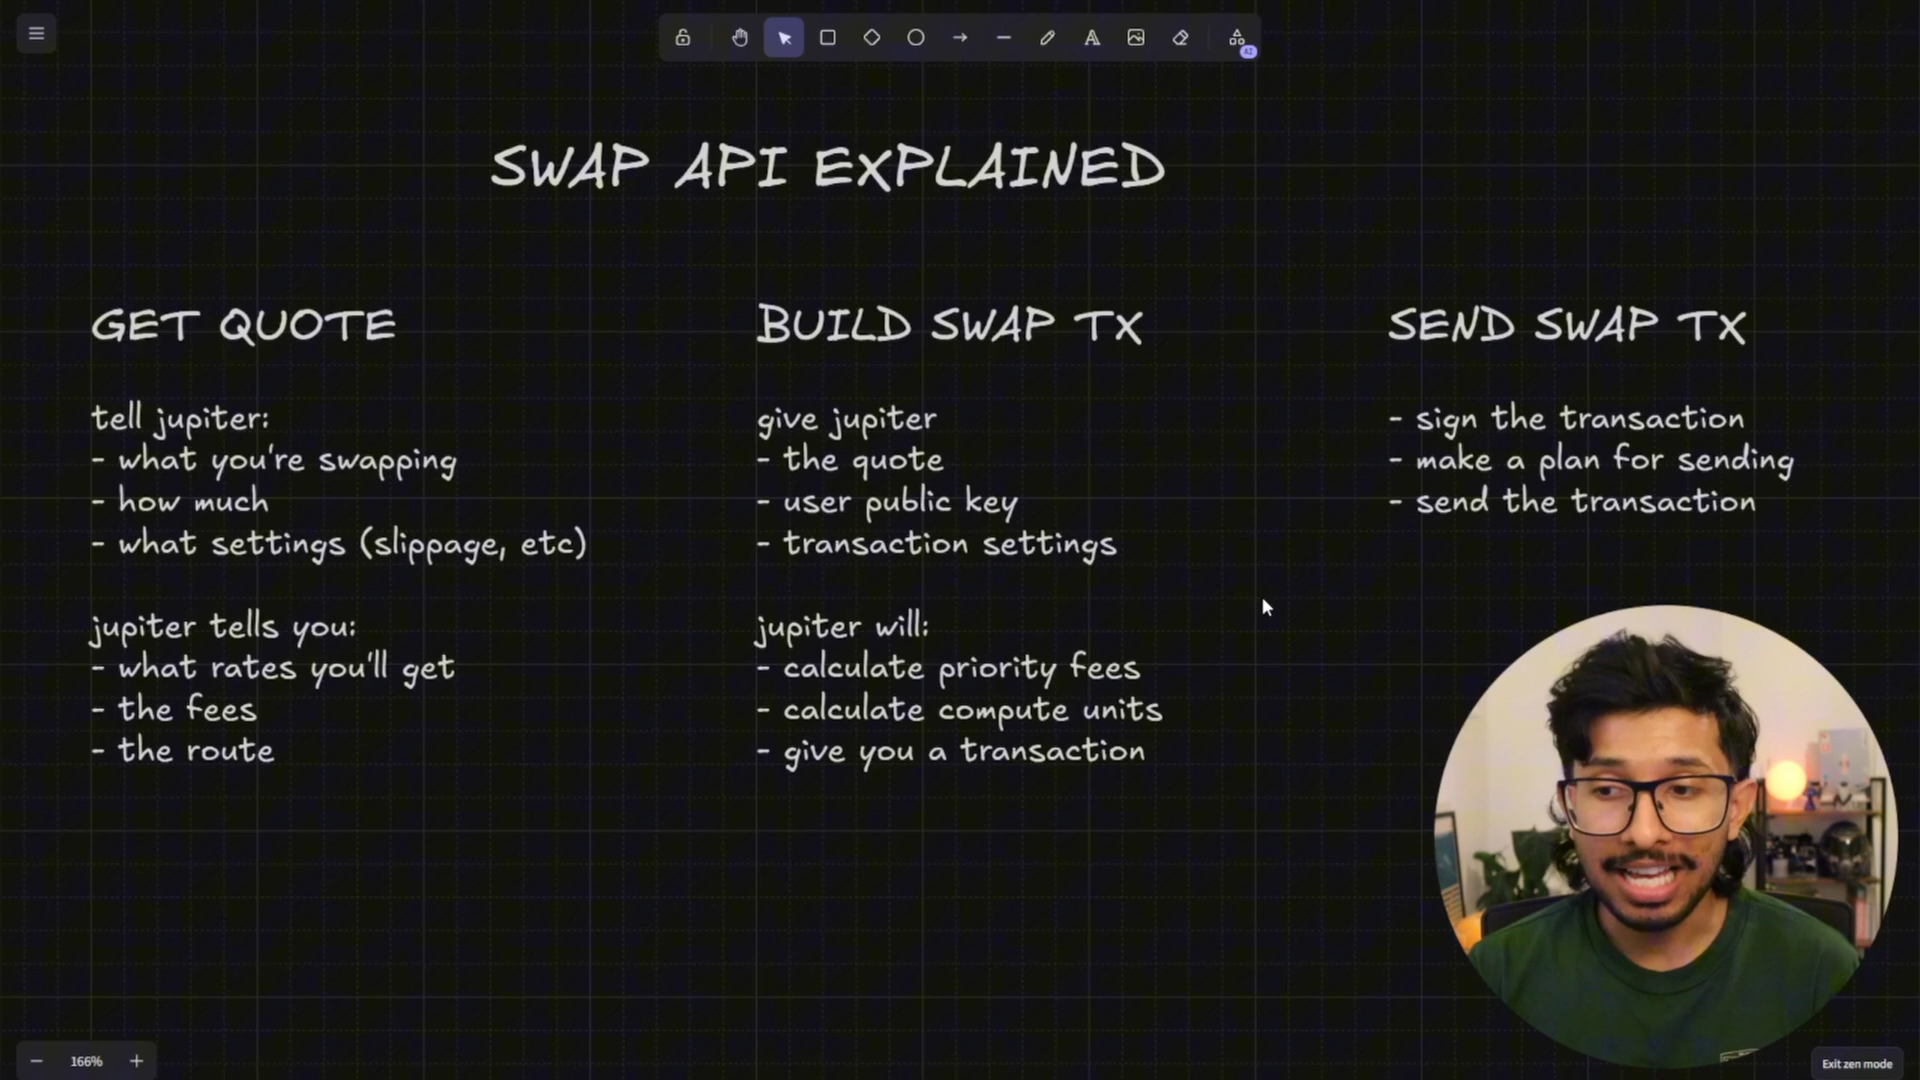 SWAP API EXPLAINED
GET QUOTE
tell jupiter:
- what you're swapping
- how much
- what settings (slippage, etc)
jupiter tells you:
- what rates you'll get
- the fees
- the route
BUILD SWAP TX
give jupiter
- the quote
- user public key
- transaction settings
jupiter will:
- calculate priority fees
- calculate compute units
- give you a transaction
SEND SWAP TX
- sign the transaction
- make a plan for sending
- send the transaction
AI
166%
Exit zen mode